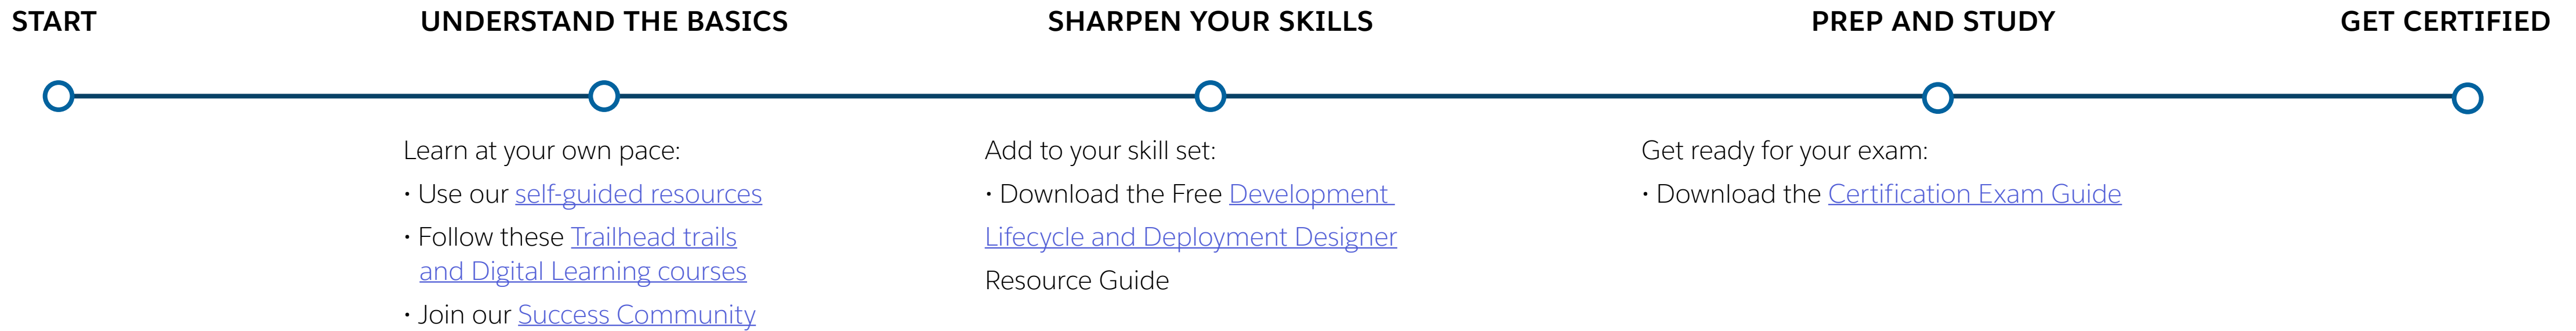 START
UNDERSTAND THE BASICS
SHARPEN YOUR SKILLS
PREP AND STUDY
GET CERTIFIED
Learn at your own pace:
• Use our self-guided resources
• Follow these Trailhead trails
and Digital Learning courses
• Join our Success Community
Add to your skill set:
• Download the Free Development
Lifecycle and Deployment Designer
Resource Guide
Get ready for your exam:
• Download the Certification Exam Guide